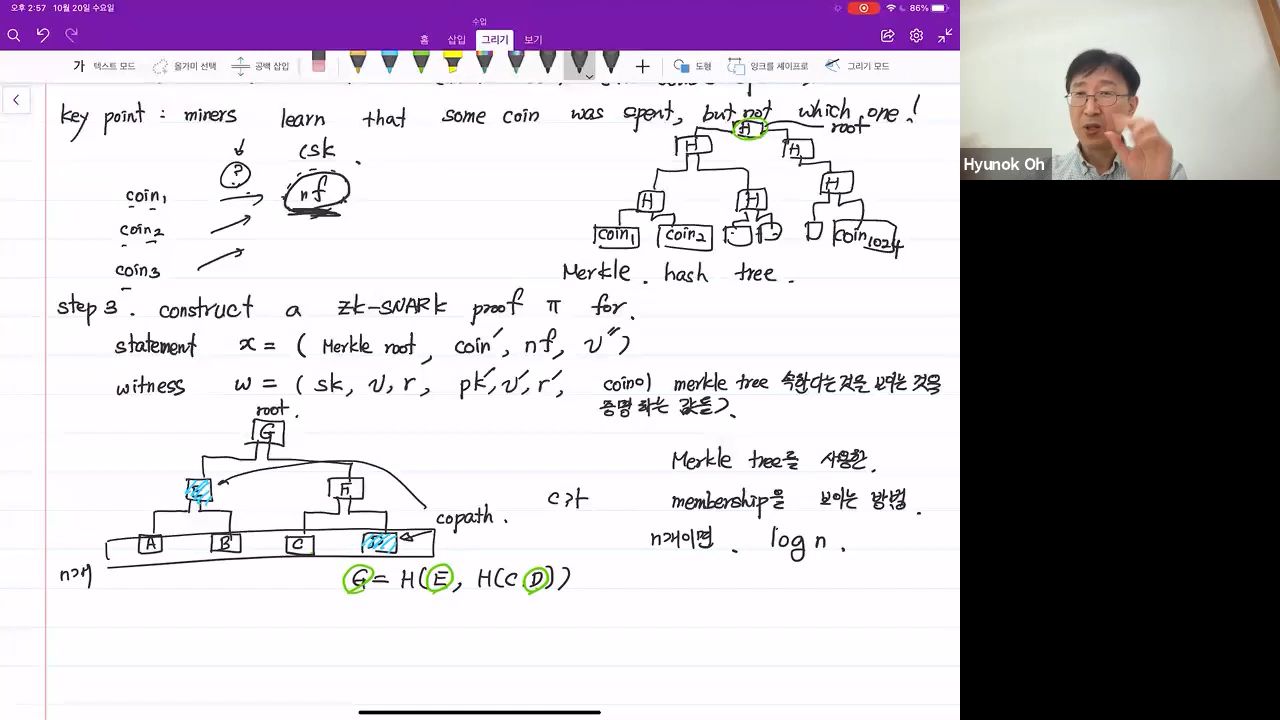 오후 2:57 10월 20일 수요일
86%
수업
홈 삽입 그리기 보기
가 텍스트 모드 올가미 선택 공백 삽입 도형 잉크를 셰이프로 그리기 모드
key point : miners learn that some coin was spent, but not which one!
H root
H H
H H H
coin1 coin2 coin1024
Merkle hash tree.
sk
?
coin1 nf
coin2
coin3
step 3. construct a zk-SNARK proof π for.
statement x = ( Merkle root, coin', nf, v'')
witness w = ( sk, v, r, pk', v', r', coin이 merkle tree 속한다는 것을 보이는 것을
증명하는 값들).
root.
G
F
A B C D
copath.
n개
G = H(E, H(C D))
C가
Merkle tree를 사용한.
membership을 보이는 방법.
n개이면. log n.
Hyunok Oh